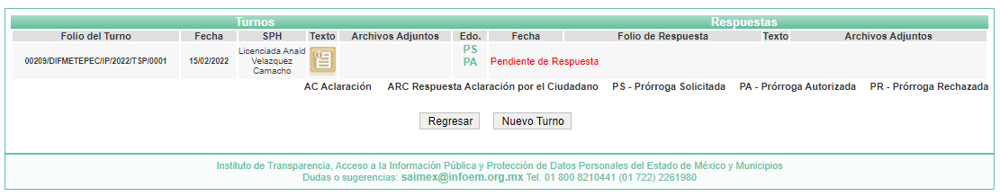 Turnos Respuestas
Folio del Turno Fecha SPH Texto Archivos Adjuntos Edo. Fecha Folio de Respuesta Texto Archivos Adjuntos
00209/DIFMETEPEC/IP/2022/TSP/0001 15/02/2022 Licenciada Anaid Velazquez Camacho PS PA Pendiente de Respuesta
AC Aclaración ARC Respuesta Aclaración por el Ciudadano PS - Prórroga Solicitada PA - Prórroga Autorizada PR - Prórroga Rechazada
Regresar Nuevo Turno
Instituto de Transparencia, Acceso a la Información Pública y Protección de Datos Personales del Estado de México y Municipios
Dudas o sugerencias: saimex@infoem.org.mx Tel. 01 800 8210441 (01 722) 2261980